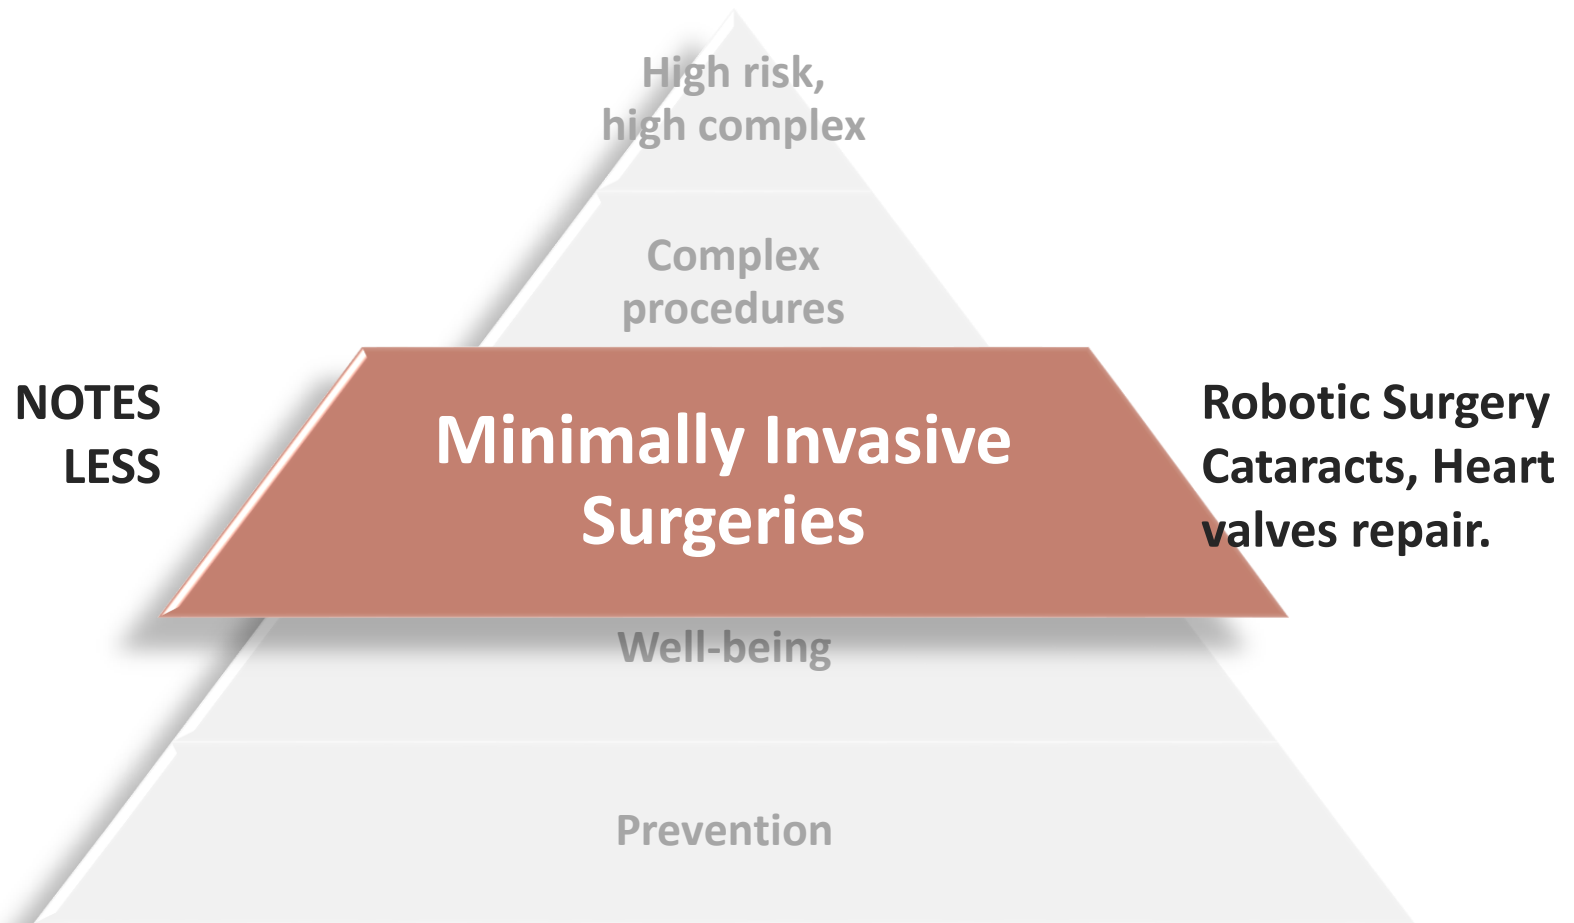 High risk,
high complex
Complex
procedures
NOTES
LESS
Minimally Invasive
Surgeries
Robotic Surgery
Cataracts, Heart
valves repair.
Well-being
Prevention